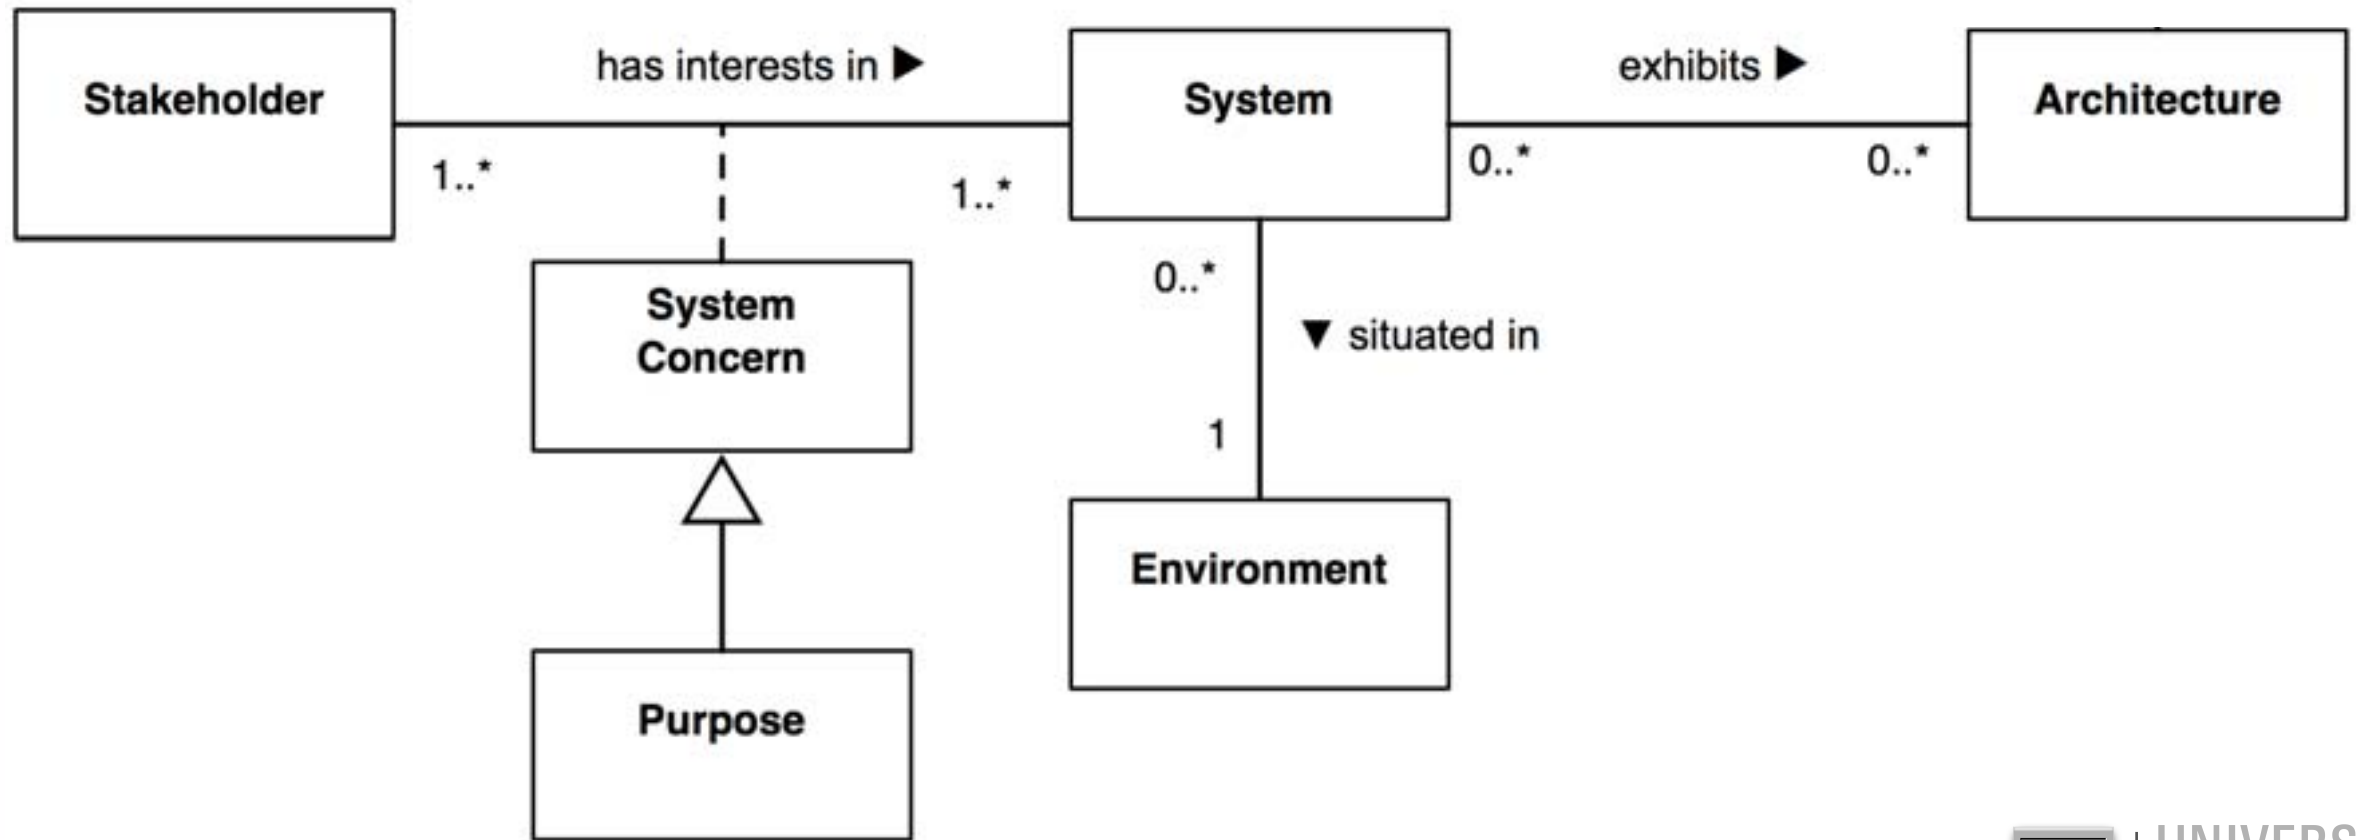 has interests in ▶
exhibits ▶
Stakeholder
System
Architecture
1..*
1..*
0..*
0..*
System
Concern
0..*
▼ situated in
1
Environment
Purpose